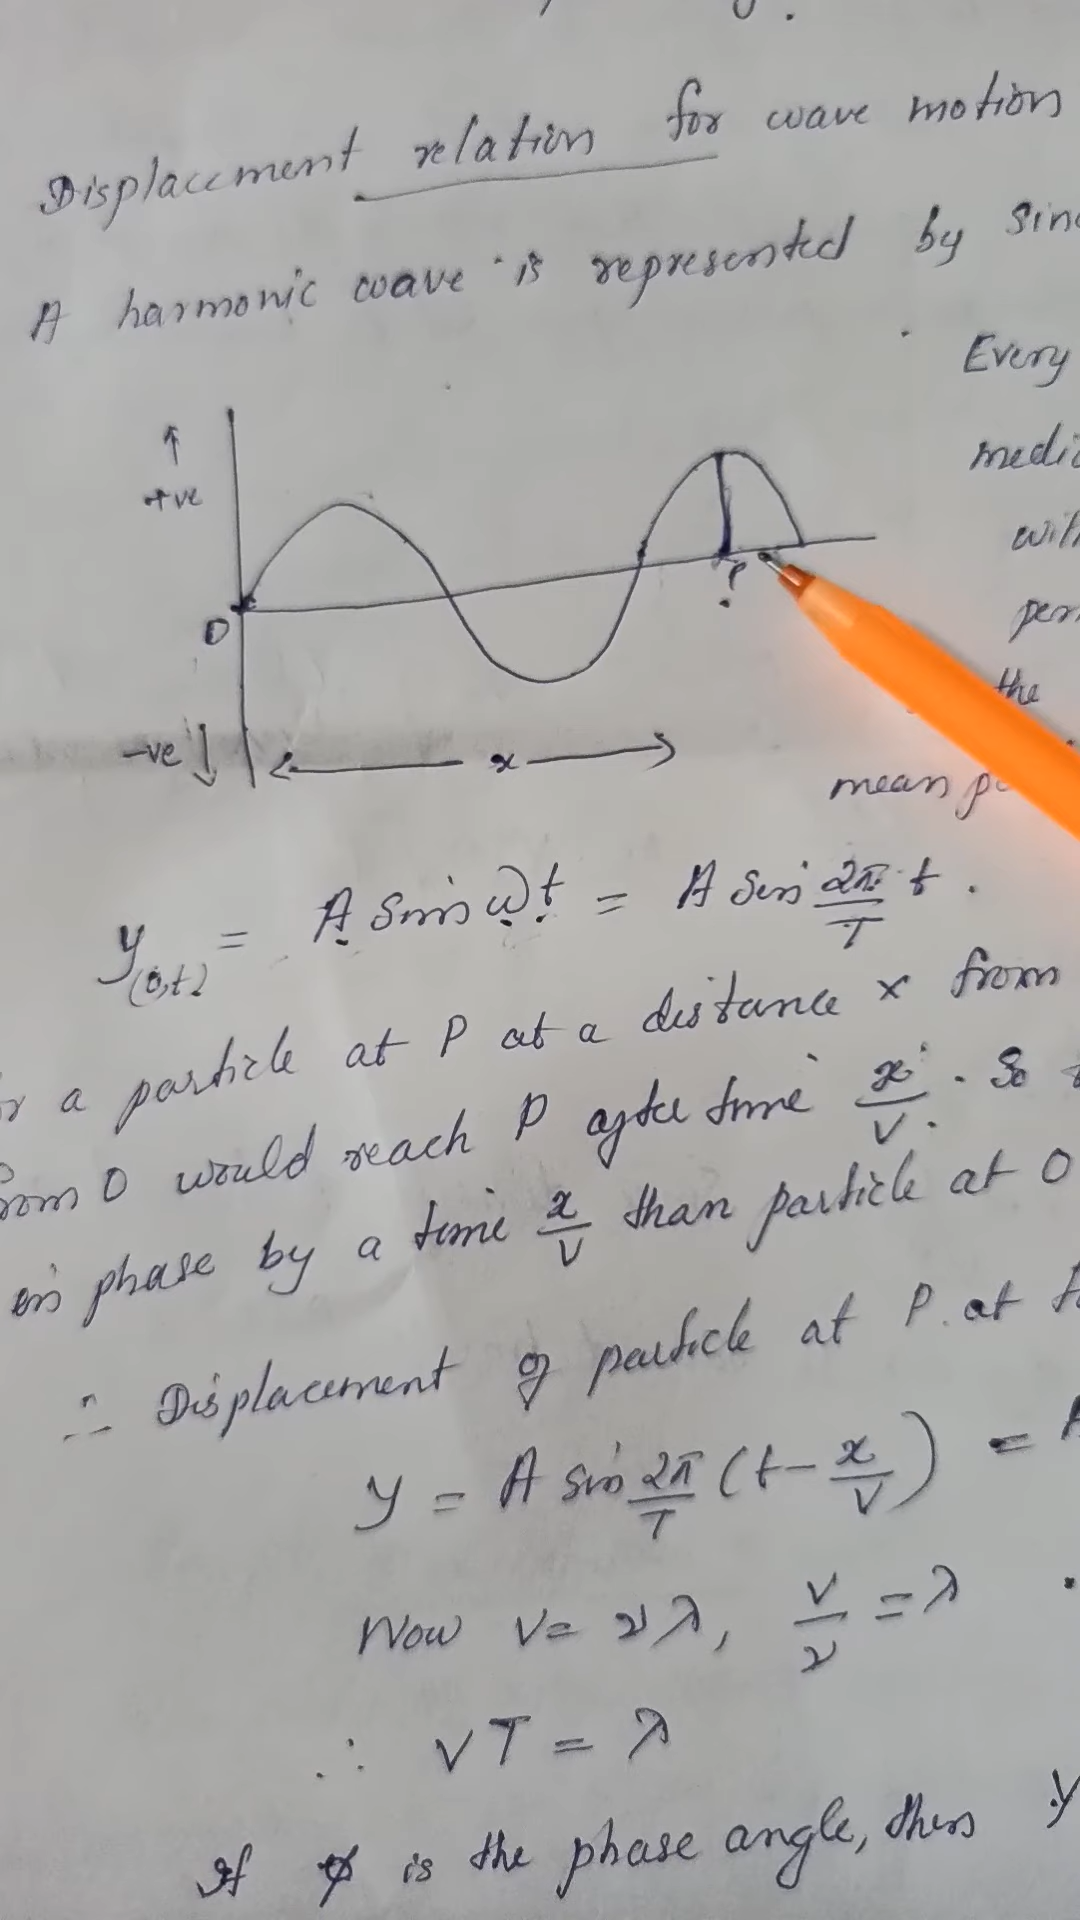 Displacement relation for wave motion
A harmonic wave is represented by Sin
Every
↑
+ve
medi
wit
P
per
O
the
-ve ↓
x
mean p
y(0,t) = A sin ωt = A sin 2π/T t.
a particle at P at a distance x from
rom O would reach P after time x/v. So
in phase by a time x/v than particle at O
∴ Displacement of particle at P. at
y = A sin 2π/T (t - x/v) =
Now v = νλ, v/ν = λ
∴ vT = λ
If φ is the phase angle, then y